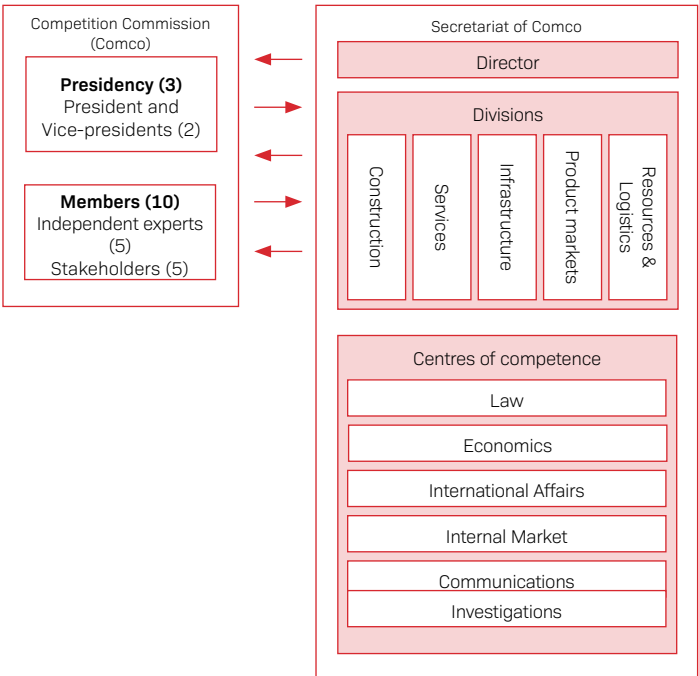 Competition Commission
(Comco)
Presidency (3)
President and
Vice-presidents (2)
Members (10)
Independent experts
(5)
Stakeholders (5)
Secretariat of Comco
Director
Divisions
Construction
Services
Infrastructure
Product markets
Resources &
Logistics
Centres of competence
Law
Economics
International Affairs
Internal Market
Communications
Investigations